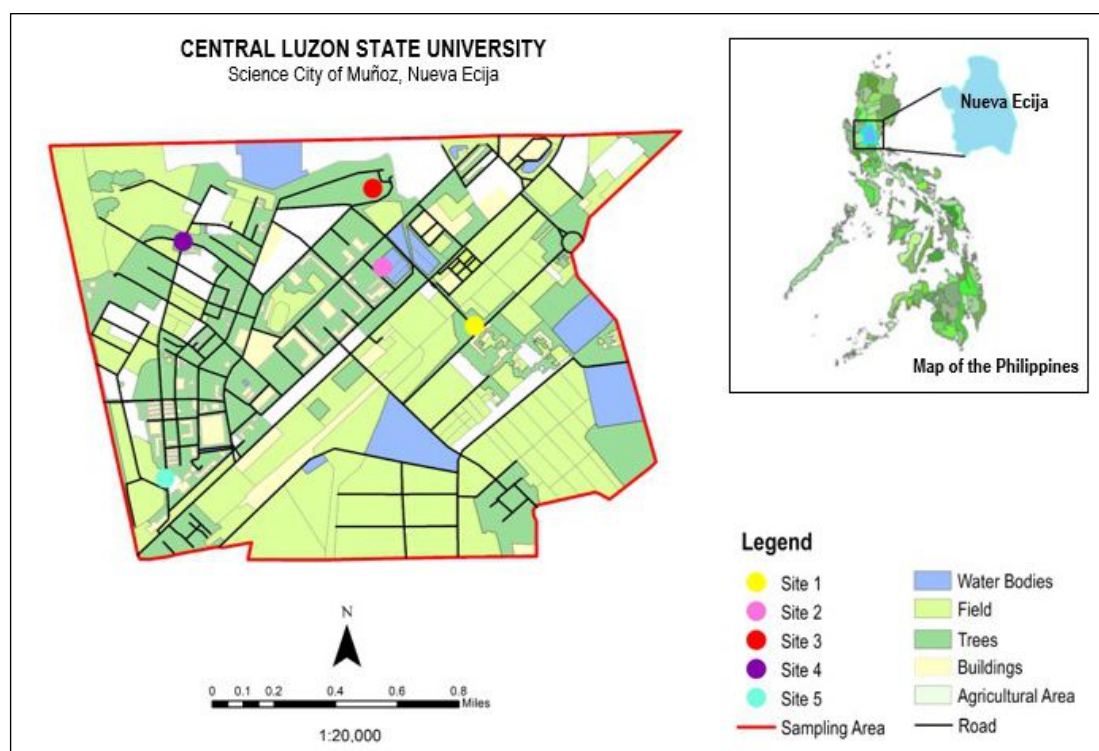 CENTRAL LUZON STATE UNIVERSITY
Science City of Muñoz, Nueva Ecija
Nueva Ecija
Map of the Philippines
N
0 0.1 0.2 0.4 0.6 0.8
Miles
1:20,000
Legend
Site 1
Site 2
Site 3
Site 4
Site 5
Sampling Area
Water Bodies
Field
Trees
Buildings
Agricultural Area
Road